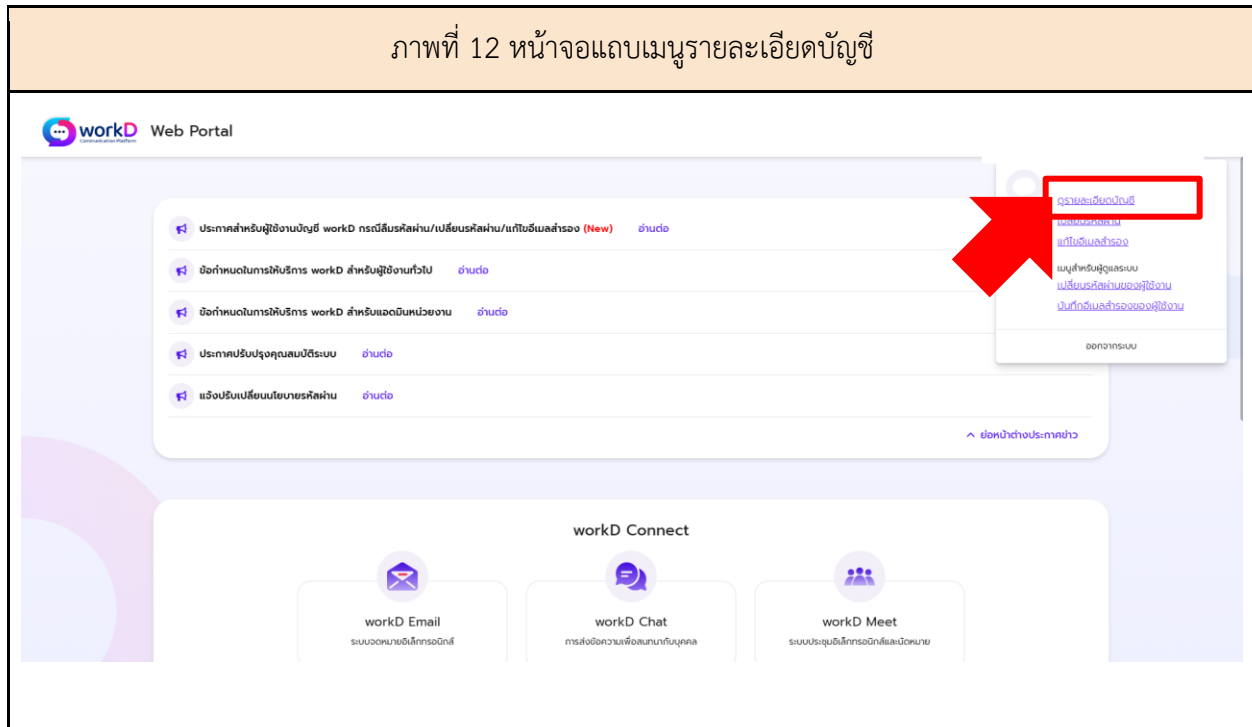 ภาพที่ 12 หน้าจอแถบเมนูรายละเอียดบัญชี
workD Web Portal
Communication Platform
ดูรายละเอียดบัญชี
เปลี่ยนรหัสผ่าน
แก้ไขอีเมลสำรอง
เมนูสำหรับผู้ดูแลระบบ
เปลี่ยนรหัสผ่านของผู้ใช้งาน
บันทึกอีเมลสำรองของผู้ใช้งาน
ออกจากระบบ
ประกาศสำหรับผู้ใช้งานบัญชี workD กรณีลืมรหัสผ่าน/เปลี่ยนรหัสผ่าน/แก้ไขอีเมลสำรอง (New) อ่านต่อ
ข้อกำหนดในการให้บริการ workD สำหรับผู้ใช้งานทั่วไป อ่านต่อ
ข้อกำหนดในการให้บริการ workD สำหรับแอดมินหน่วยงาน อ่านต่อ
ประกาศปรับปรุงคุณสมบัติระบบ อ่านต่อ
แจ้งปรับเปลี่ยนนโยบายรหัสผ่าน อ่านต่อ
ย่อหน้าต่างประกาศข่าว
workD Connect
workD Email workD Chat workD Meet
ระบบจดหมายอิเล็กทรอนิกส์ การส่งข้อความเพื่อสนทนากับบุคคล ระบบประชุมอิเล็กทรอนิกส์และนัดหมาย